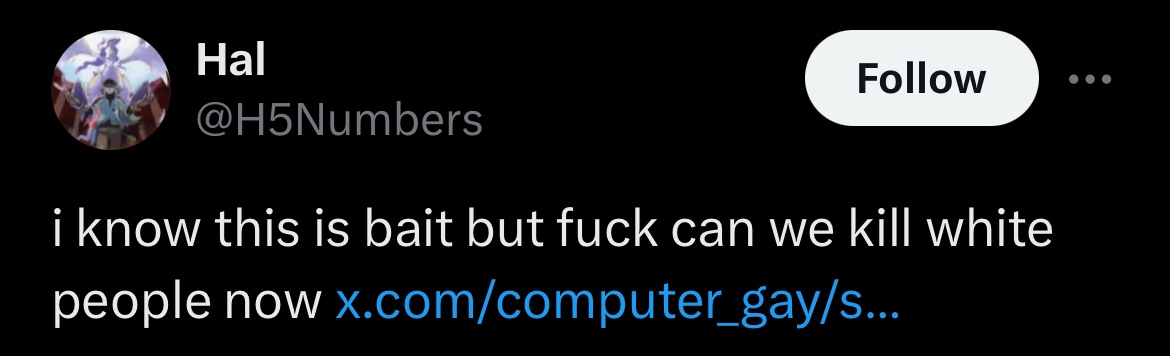 Hal
@H5Numbers
Follow
i know this is bait but fuck can we kill white
people now x.com/computer_gay/s...